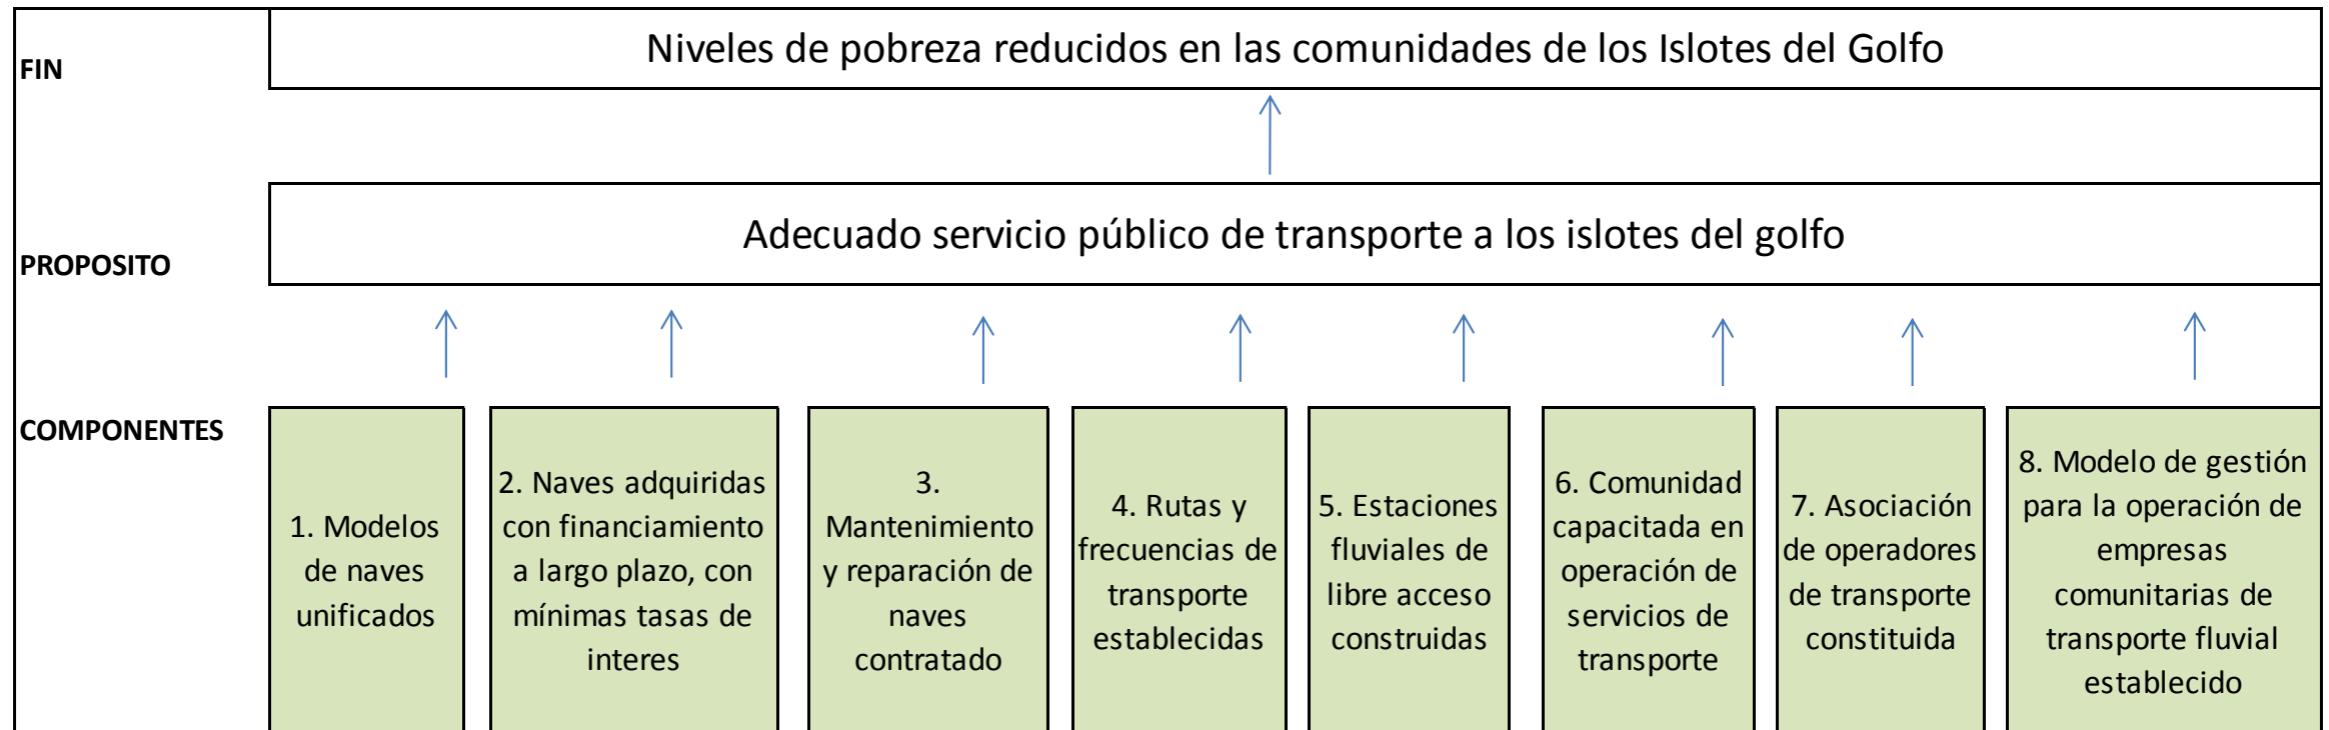 FIN
Niveles de pobreza reducidos en las comunidades de los Islotes del Golfo
PROPOSITO
Adecuado servicio público de transporte a los islotes del golfo
COMPONENTES
1. Modelos
de naves
unificados
2. Naves adquiridas
con financiamiento
a largo plazo, con
mínimas tasas de
interes
3.
Mantenimiento
y reparación de
naves
contratado
4. Rutas y
frecuencias de
transporte
establecidas
5. Estaciones
fluviales de
libre acceso
construidas
6. Comunidad
capacitada en
operación de
servicios de
transporte
7. Asociación
de operadores
de transporte
constituida
8. Modelo de gestión
para la operación de
empresas
comunitarias de
transporte fluvial
establecido